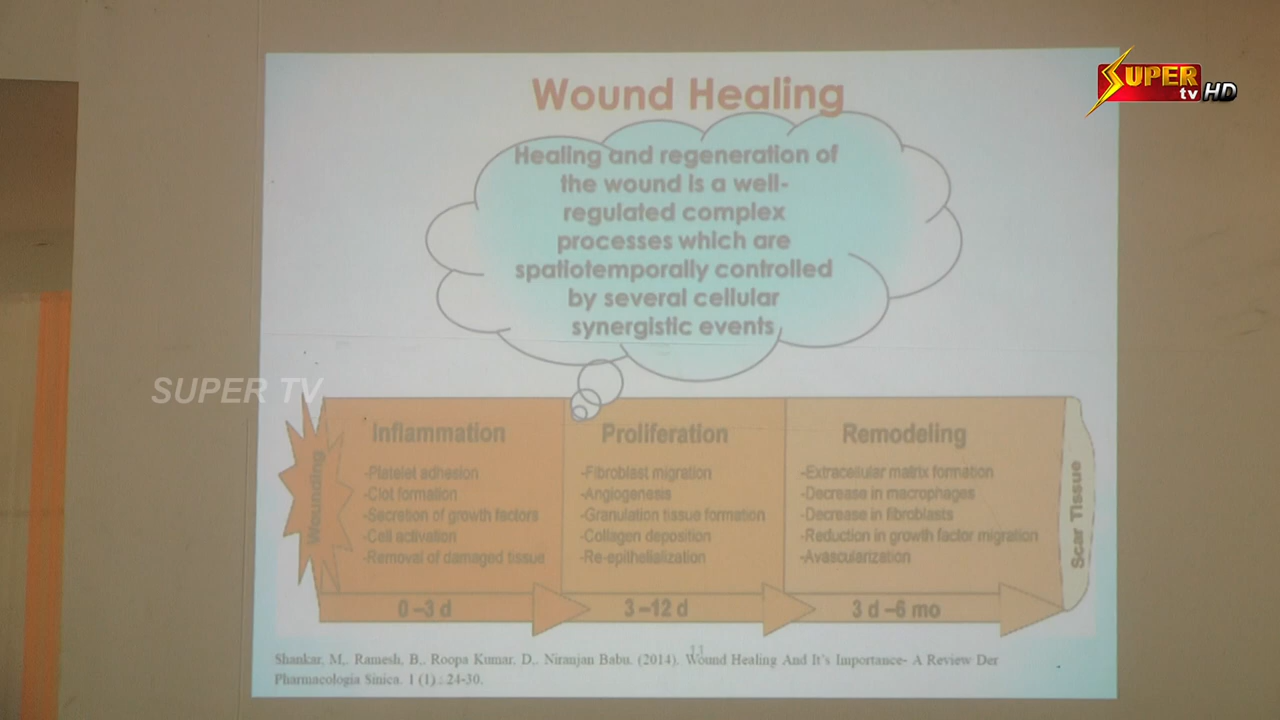 SUPER
tv HD
Wound Healing
Healing and regeneration of
the wound is a well-
regulated complex
processes which are
spatiotemporally controlled
by several cellular
synergistic events
SUPER TV
Wounding
Inflammation
-Platelet adhesion
-Clot formation
-Secretion of growth factors
-Cell activation
-Removal of damaged tissue
0 –3 d
Proliferation
-Fibroblast migration
-Angiogenesis
-Granulation tissue formation
-Collagen deposition
-Re-epithelialization
3 –12 d
Remodeling
-Extracellular matrix formation
-Decrease in macrophages
-Decrease in fibroblasts
-Reduction in growth factor migration
-Avascularization
3 d –6 mo
Scar Tissue
11
Shankar, M,. Ramesh, B,. Roopa Kumar, D,. Niranjan Babu. (2014). Wound Healing And It's Importance- A Review Der
Pharmacologia Sinica. 1 (1) : 24-30.